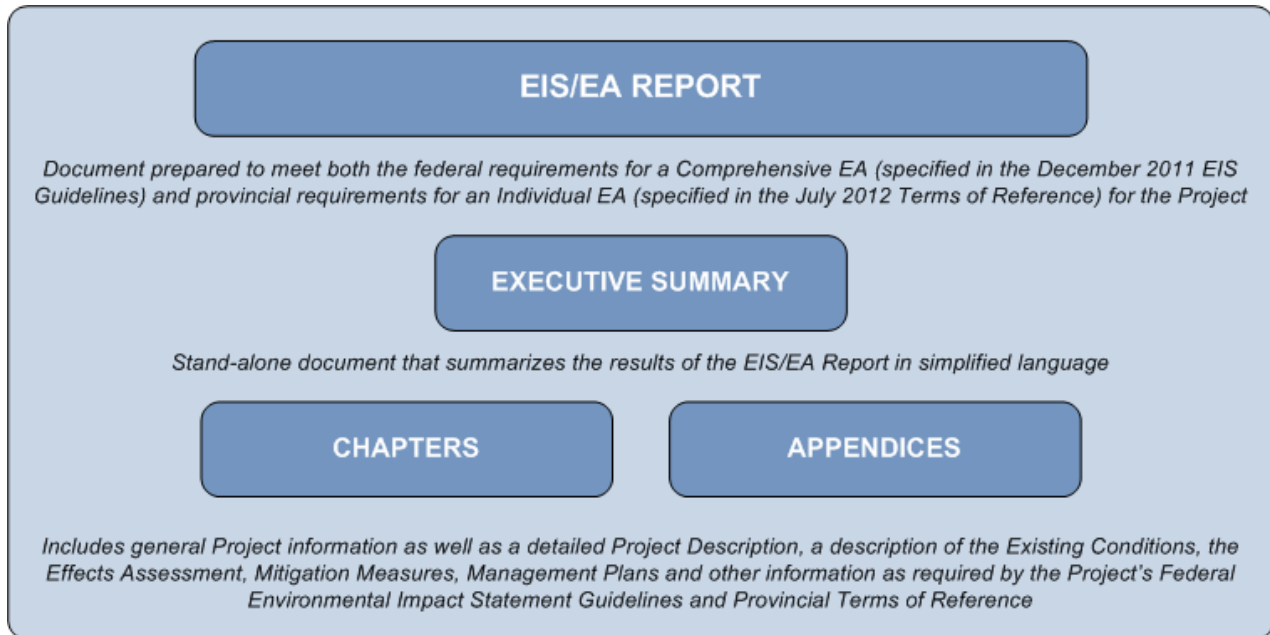 EIS/EA REPORT
Document prepared to meet both the federal requirements for a Comprehensive EA (specified in the December 2011 EIS
Guidelines) and provincial requirements for an Individual EA (specified in the July 2012 Terms of Reference) for the Project
EXECUTIVE SUMMARY
Stand-alone document that summarizes the results of the EIS/EA Report in simplified language
CHAPTERS
APPENDICES
Includes general Project information as well as a detailed Project Description, a description of the Existing Conditions, the
Effects Assessment, Mitigation Measures, Management Plans and other information as required by the Project's Federal
Environmental Impact Statement Guidelines and Provincial Terms of Reference